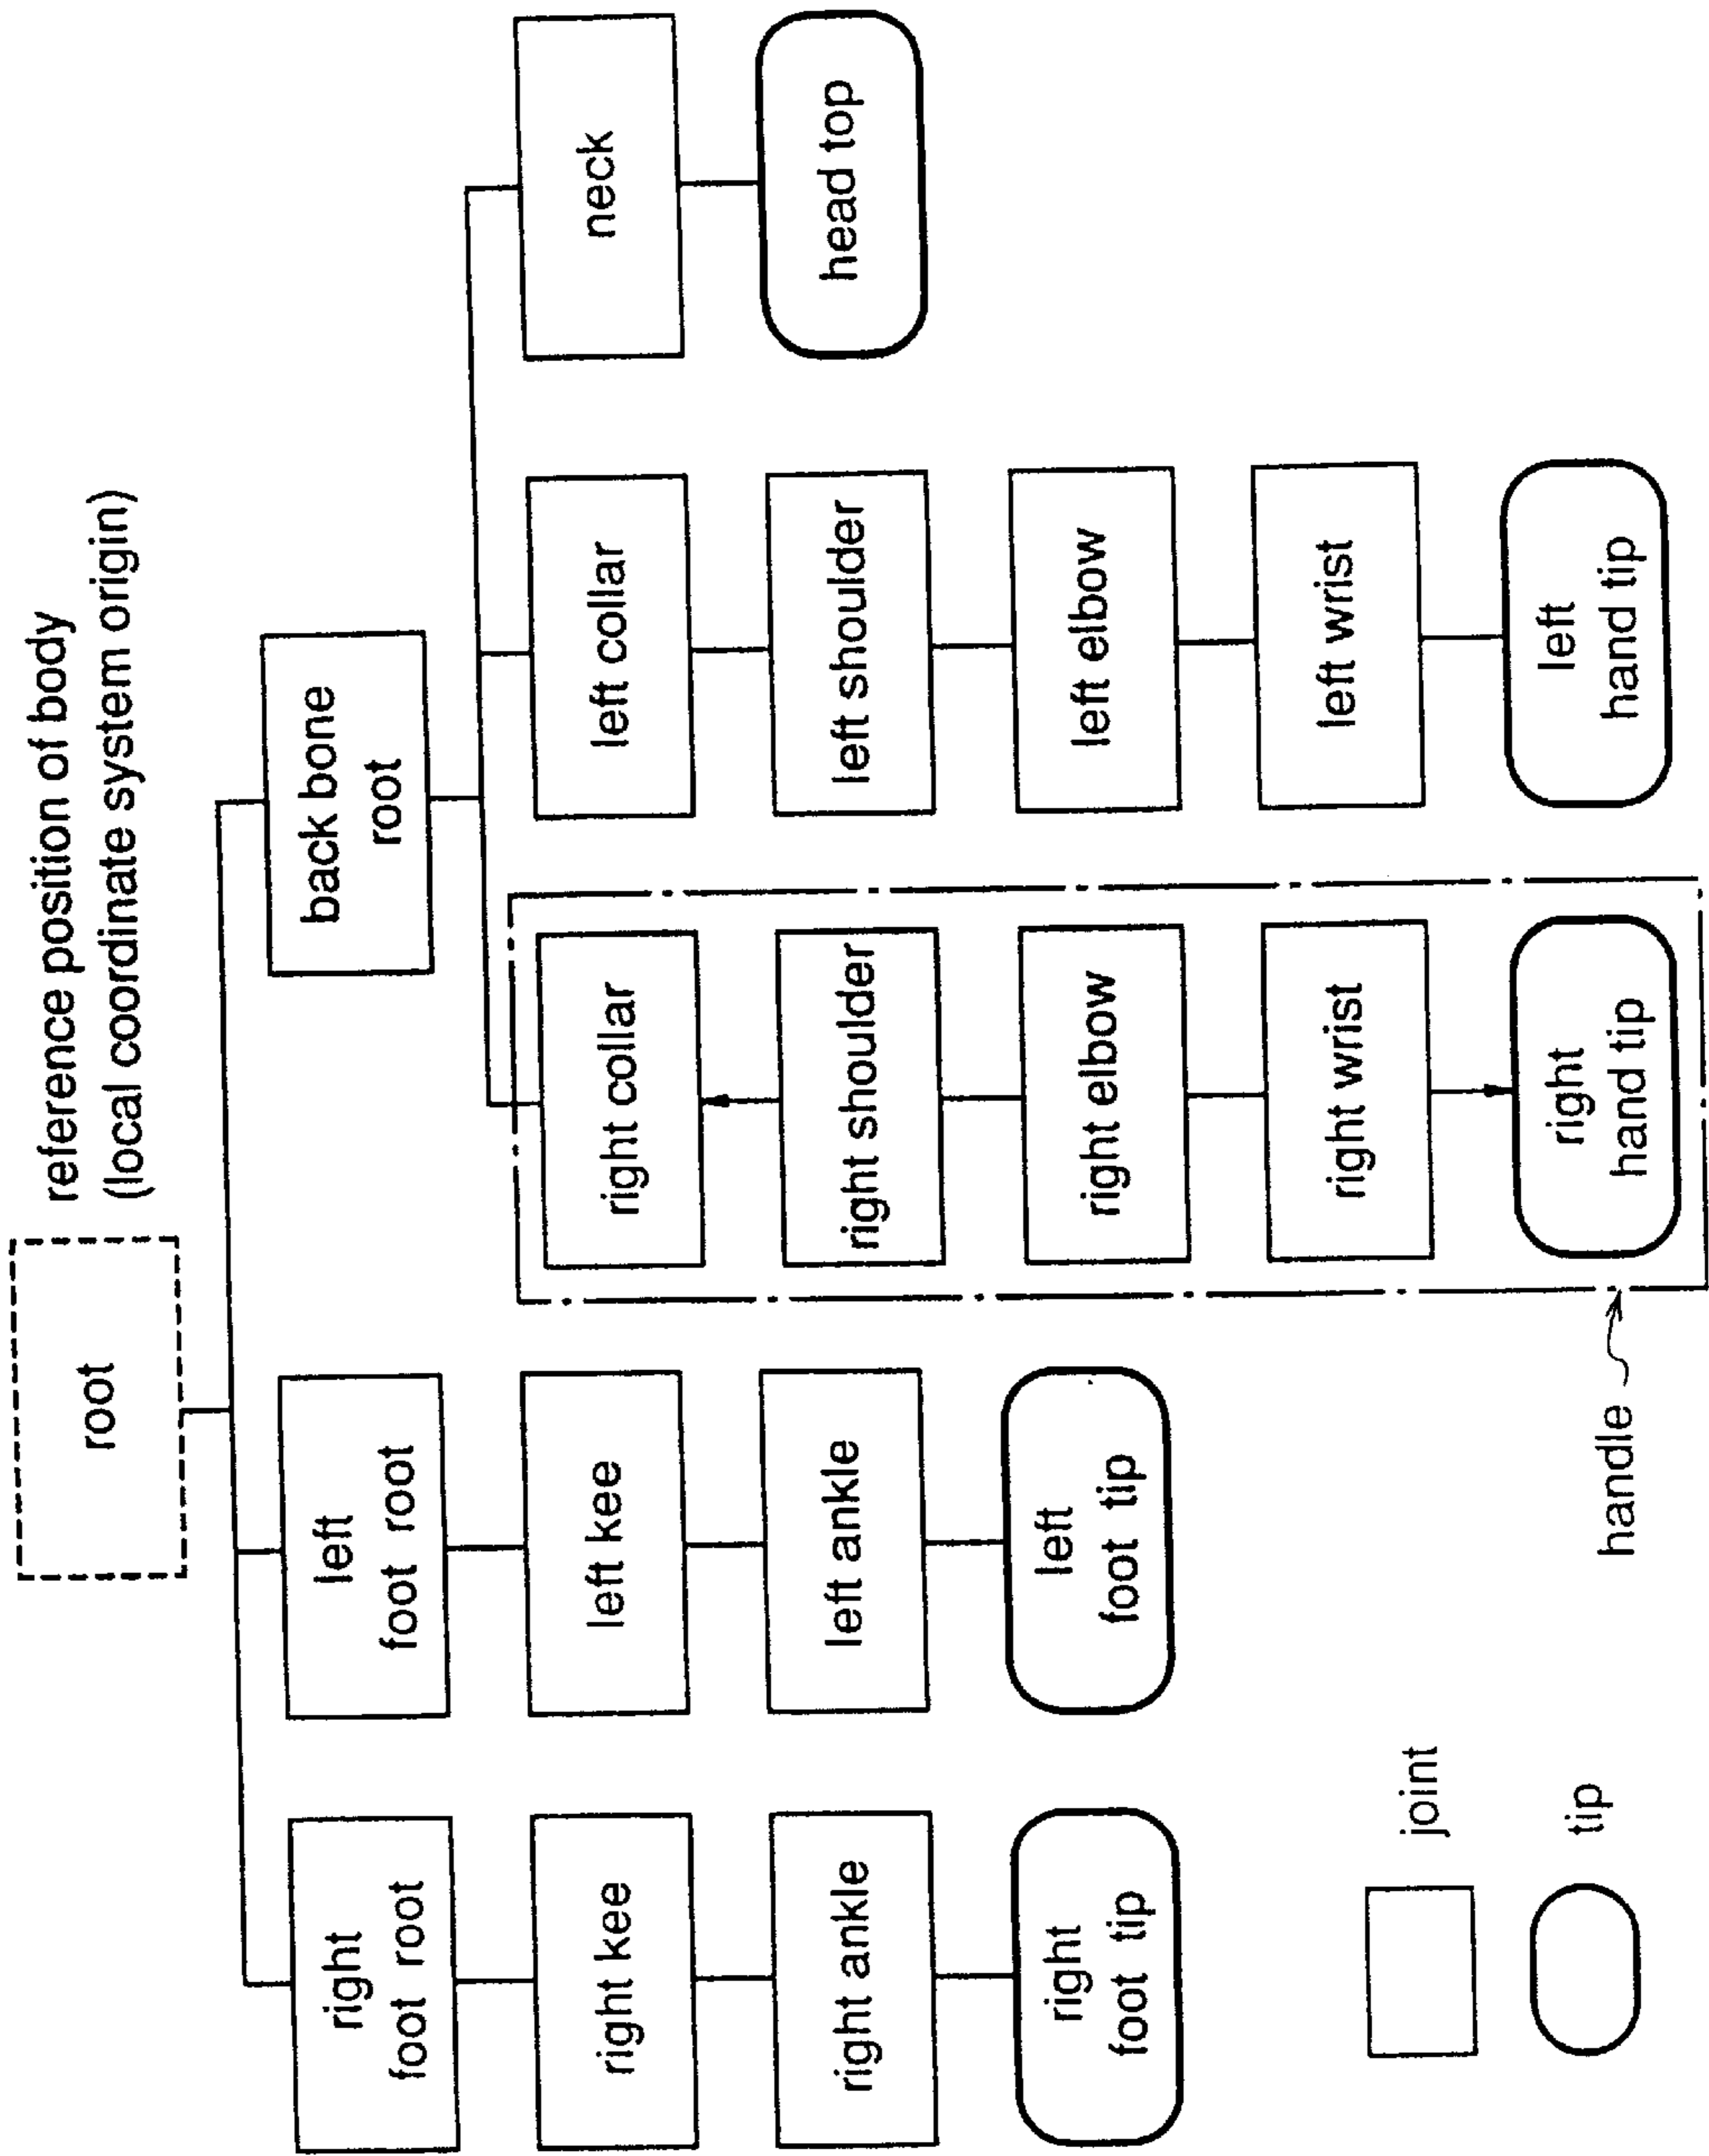 root
reference position of body
(local coordinate system origin)
right
foot root
left
foot root
back bone
root
right kee
left kee
right collar
left collar
neck
right ankle
left ankle
right shoulder
left shoulder
head top
right
foot tip
left
foot tip
right elbow
left elbow
right wrist
left wrist
right
hand tip
left
hand tip
joint
tip
handle